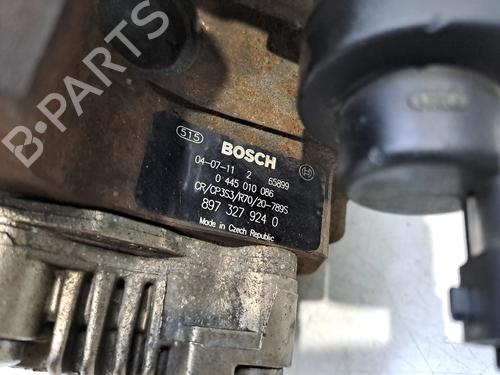 515 BOSCH
04-07-11 2 65899
0 445 010 086
CR/CP3S3/R70/20-789S
897 327 924 0
Made in Czech Republic